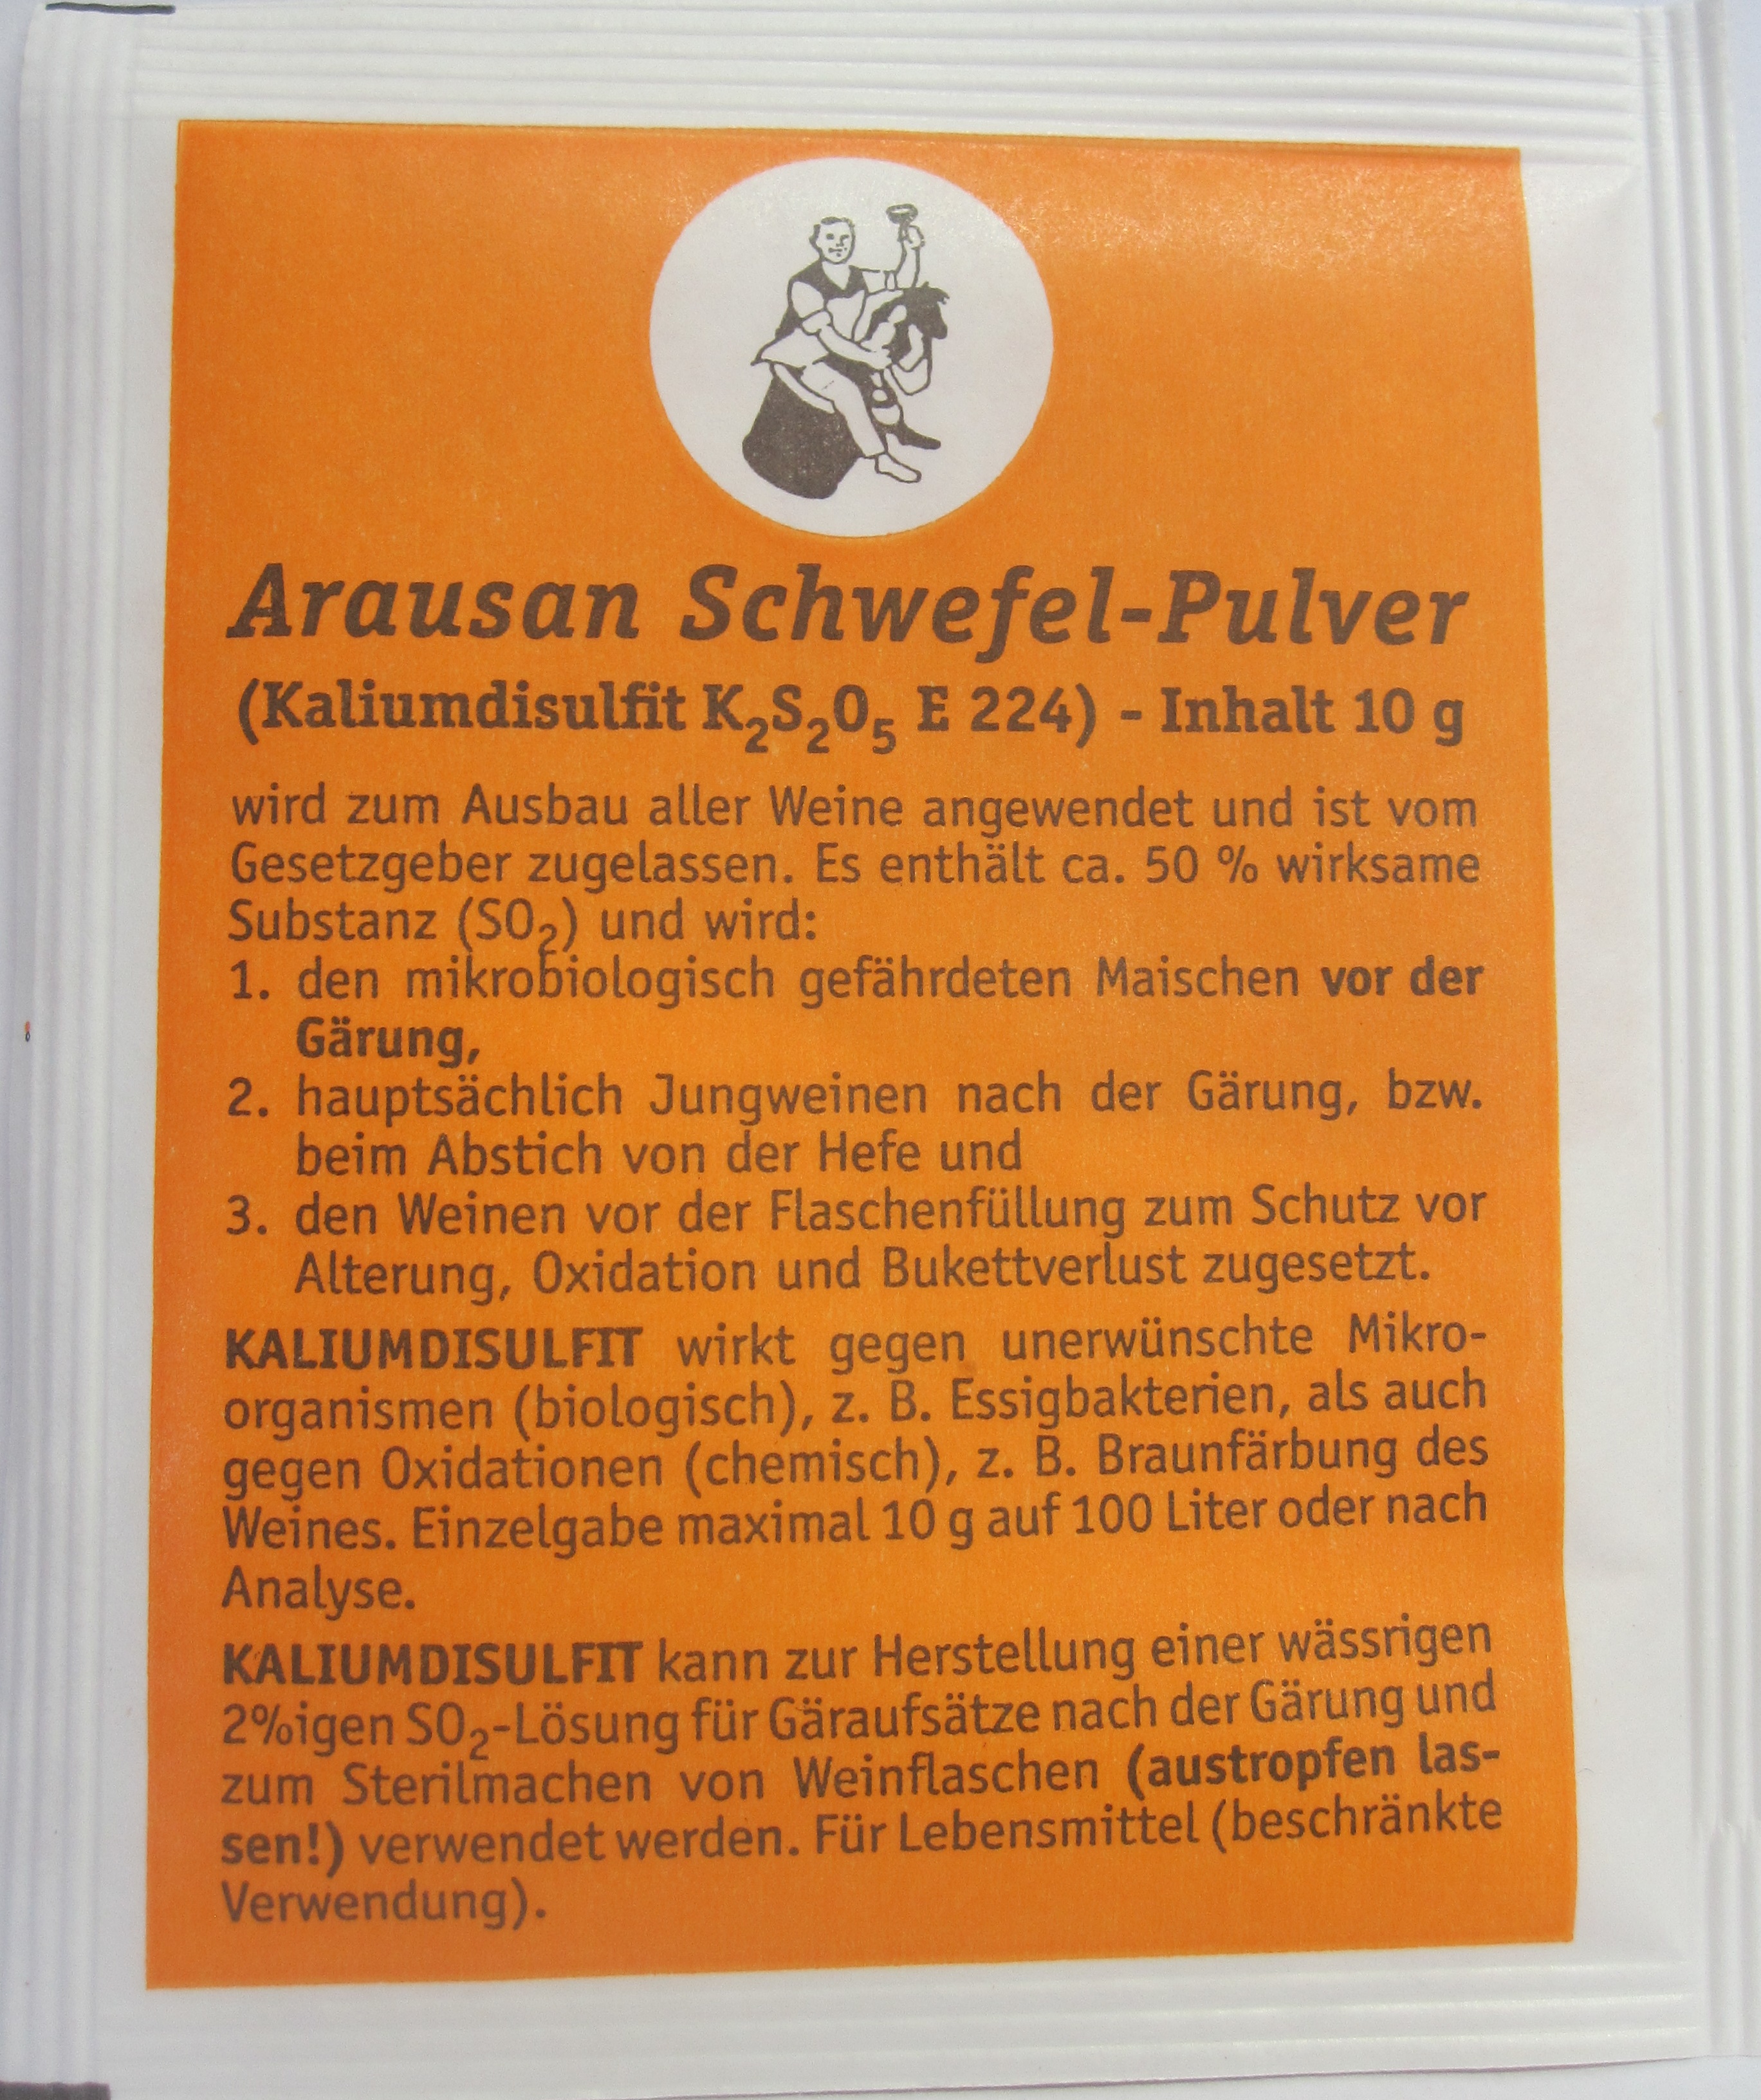 Arausan Schwefel-Pulver
(Kaliumdisulfit K₂S₂O₅ E 224) - Inhalt 10 g
wird zum Ausbau aller Weine angewendet und ist vom
Gesetzgeber zugelassen. Es enthält ca. 50 % wirksame
Substanz (SO₂) und wird:
1. den mikrobiologisch gefährdeten Maischen vor der
Gärung,
2. hauptsächlich Jungweinen nach der Gärung, bzw.
beim Abstich von der Hefe und
3. den Weinen vor der Flaschenfüllung zum Schutz vor
Alterung, Oxidation und Bukettverlust zugesetzt.
KALIUMDISULFIT wirkt gegen unerwünschte Mikro-
organismen (biologisch), z. B. Essigbakterien, als auch
gegen Oxidationen (chemisch), z. B. Braunfärbung des
Weines. Einzelgabe maximal 10 g auf 100 Liter oder nach
Analyse.
KALIUMDISULFIT kann zur Herstellung einer wässrigen
2%igen SO₂-Lösung für Gäraufsätze nach der Gärung und
zum Sterilmachen von Weinflaschen (austropfen las-
sen!) verwendet werden. Für Lebensmittel (beschränkte
Verwendung).